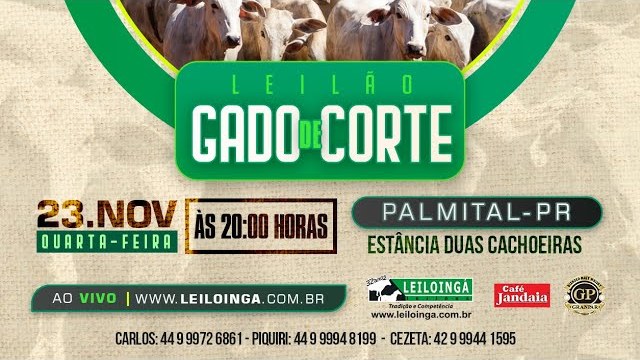 LEILÃO
GADO DE CORTE
23.NOV
QUARTA-FEIRA
ÀS 20:00 HORAS
PALMITAL-PR
ESTÂNCIA DUAS CACHOEIRAS
AO VIVO | WWW.LEILOINGA.COM.BR
LEILOINGÁ
Tradição e Competência
www.leiloinga.com.br
Café
Jandaia
GP
CARLOS: 44 9 9972 6861 - PIQUIRI: 44 9 9994 8199 - CEZETA: 42 9 9944 1595